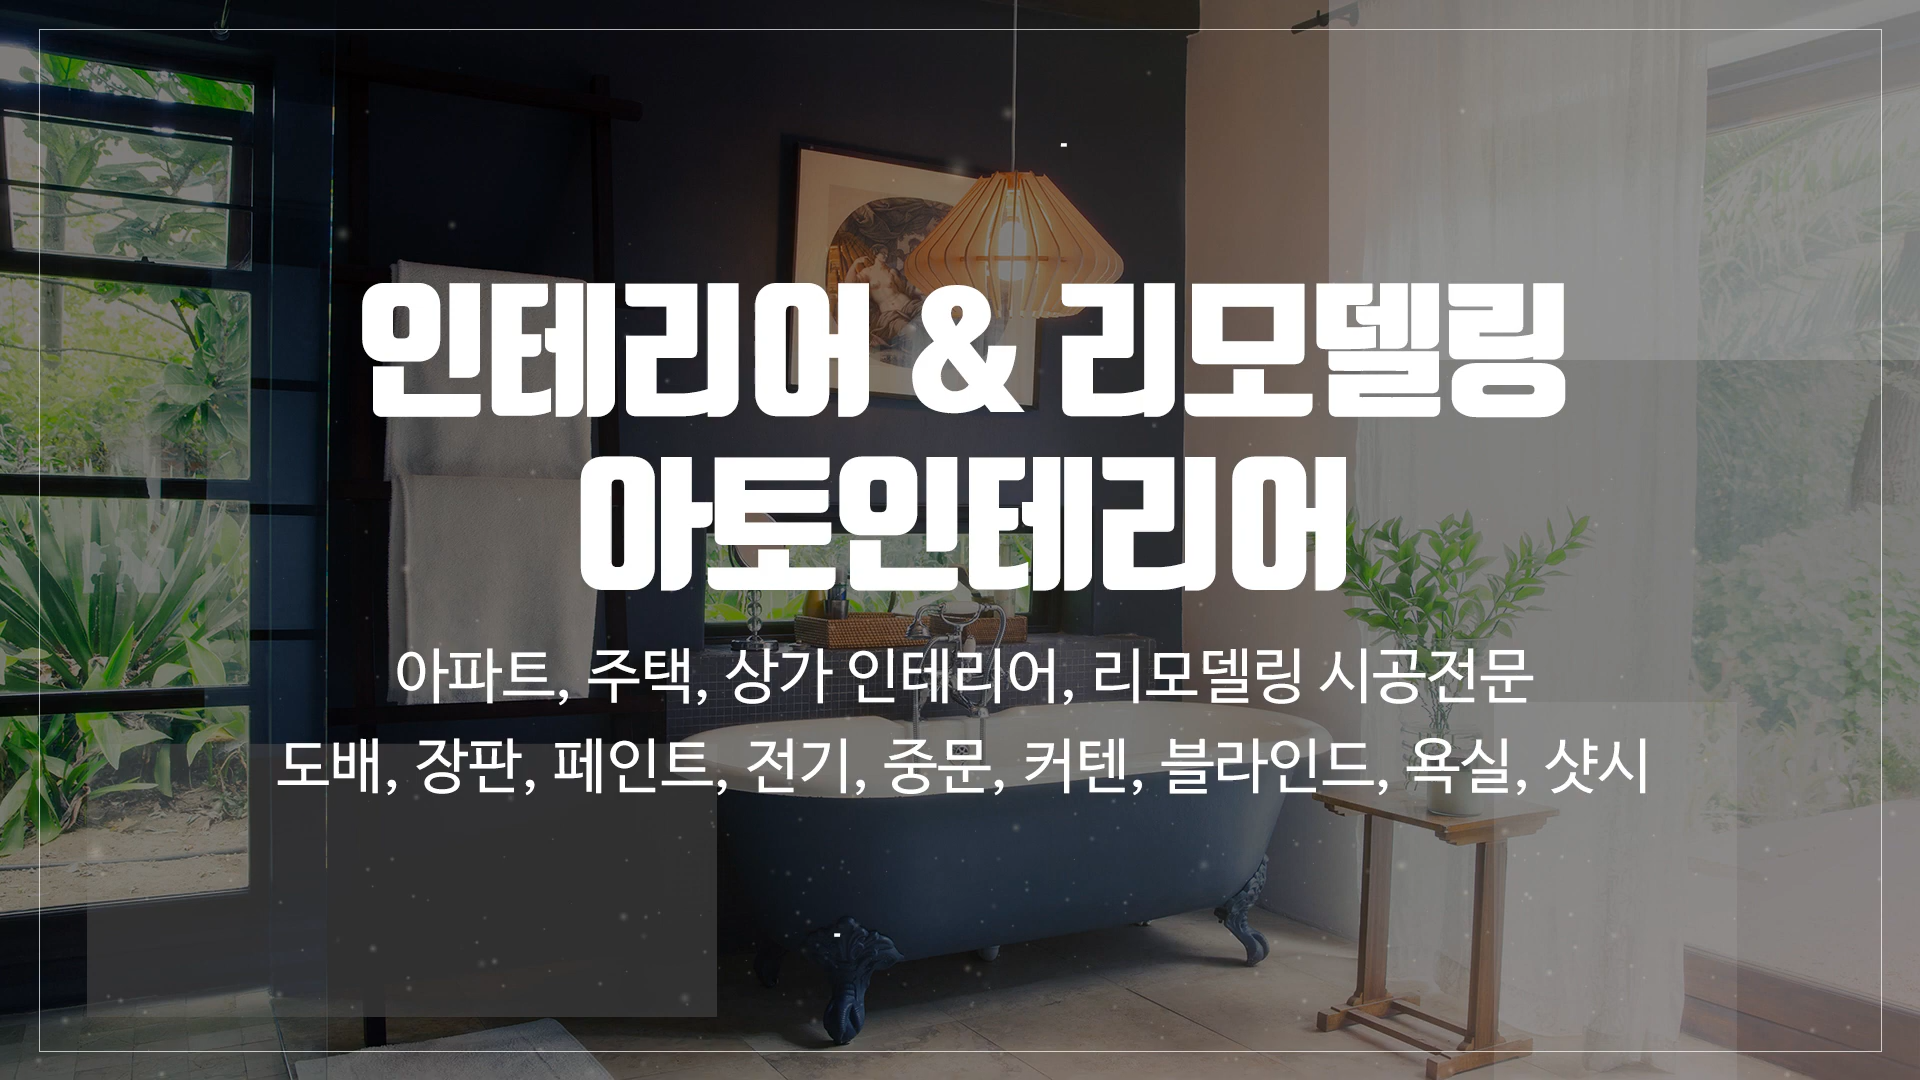 인테리어 & 리모델링
아토인테리어
아파트, 주택, 상가 인테리어, 리모델링 시공전문
도배, 장판, 페인트, 전기, 중문, 커텐, 블라인드, 욕실, 샷시